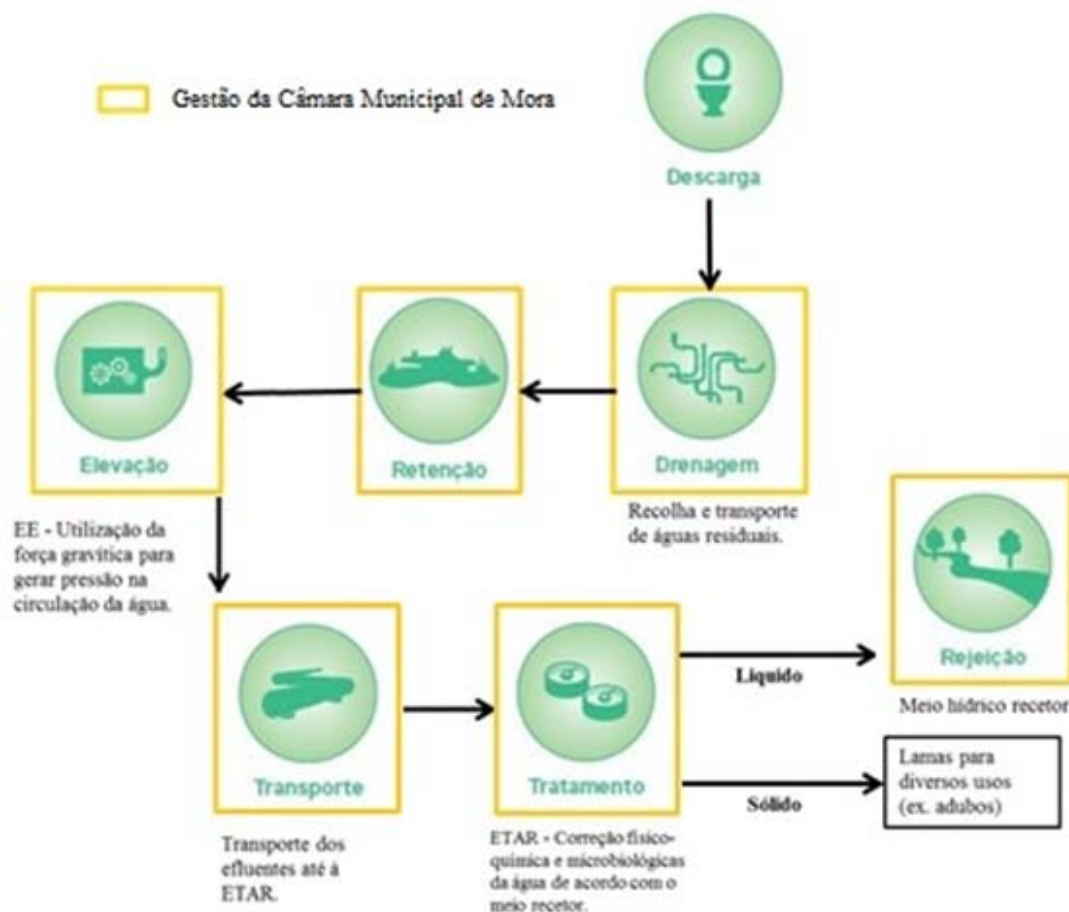 Gestão da Câmara Municipal de Mora
Descarga
Elevação
Retenção
Drenagem
EE - Utilização da
força gravítica para
gerar pressão na
circulação da água.
Recolha e transporte
de águas residuais.
Rejeição
Meio hídrico recetor
Transporte
Tratamento
Liquido
Sólido
Lamas para
diversos usos
(ex. adubos)
Transporte dos
efluentes até à
ETAR.
ETAR - Correção físico-
química e microbiológicas
da água de acordo com o
meio recetor.